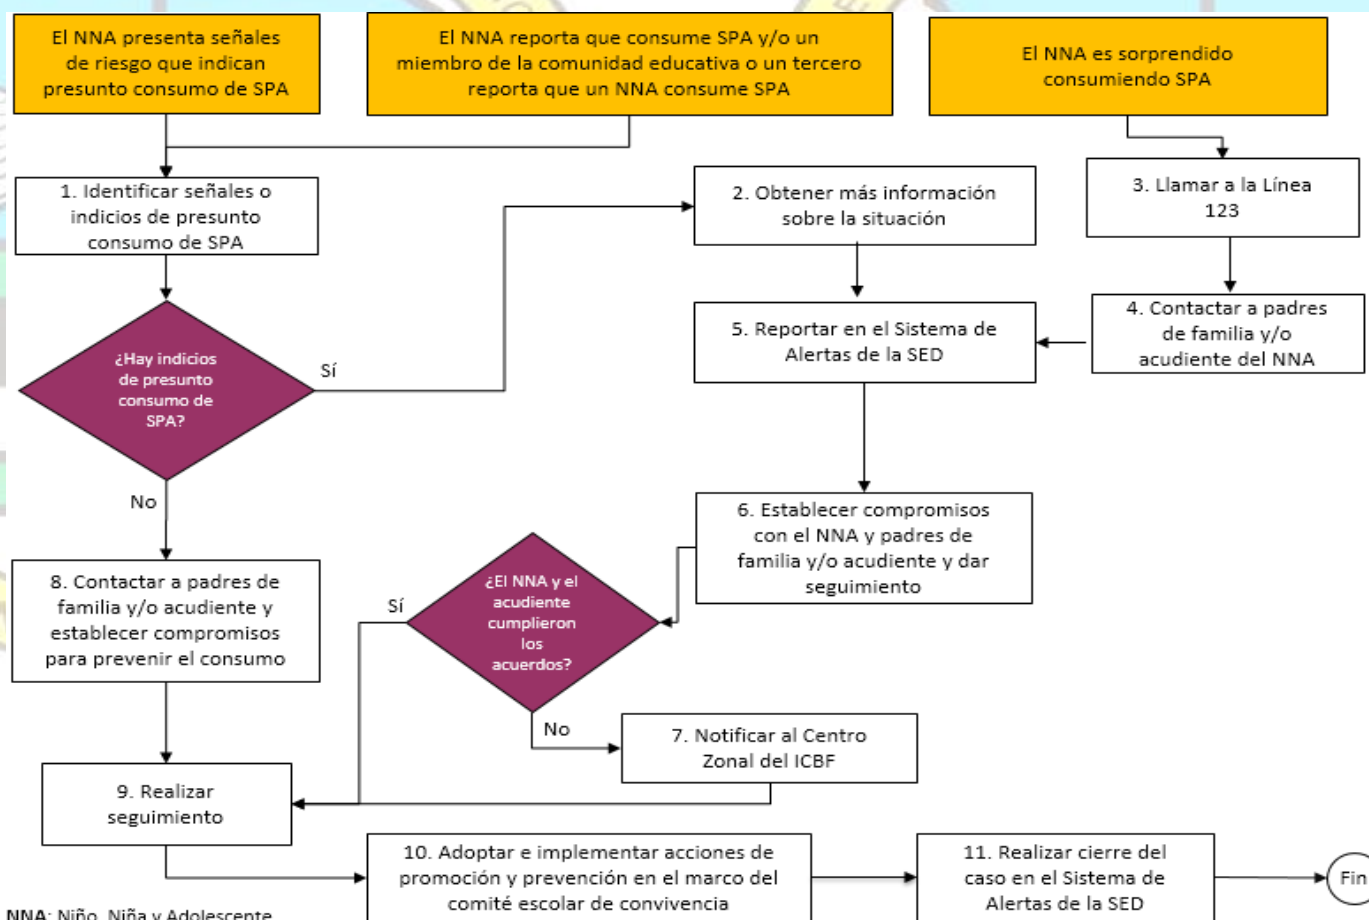 El NNA presenta señales
de riesgo que indican
presunto consumo de SPA
El NNA reporta que consume SPA y/o un
miembro de la comunidad educativa o un tercero
reporta que un NNA consume SPA
El NNA es sorprendido
consumiendo SPA
1. Identificar señales o
indicios de presunto
consumo de SPA
2. Obtener más información
sobre la situación
3. Llamar a la Línea
123
¿Hay indicios
de presunto
consumo de
SPA?
Sí
No
5. Reportar en el Sistema de
Alertas de la SED
4. Contactar a padres
de familia y/o
acudiente del NNA
6. Establecer compromisos
con el NNA y padres de
familia y/o acudiente y dar
seguimiento
¿El NNA y el
acudiente
cumplieron
los
acuerdos?
Sí
No
8. Contactar a padres de
familia y/o acudiente y
establecer compromisos
para prevenir el consumo
7. Notificar al Centro
Zonal del ICBF
9. Realizar
seguimiento
10. Adoptar e implementar acciones de
promoción y prevención en el marco del
comité escolar de convivencia
11. Realizar cierre del
caso en el Sistema de
Alertas de la SED
Fin
NNA: Niño, Niña y Adolescente